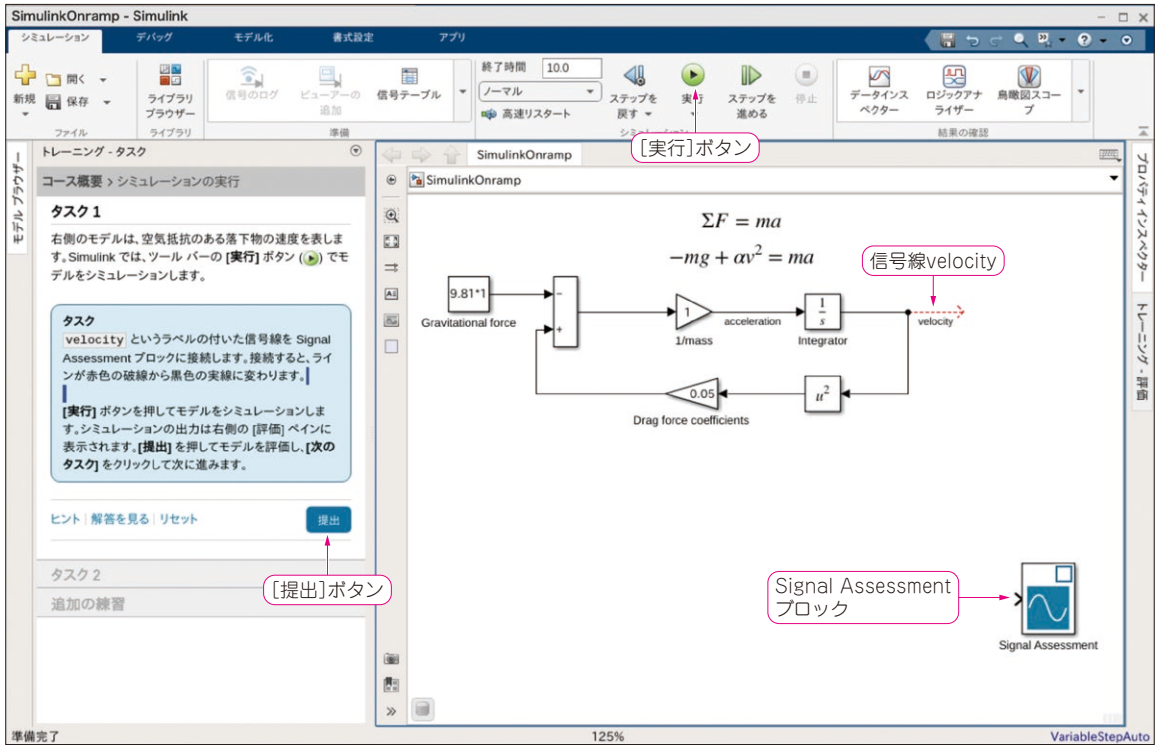 SimulinkOnramp - Simulink
シミュレーション デバッグ モデル化 書式設定 アプリ
新規
開く
保存
ファイル
ライブラリ
ブラウザー
ライブラリ
信号のログ
ビューアーの
追加
信号テーブル
準備
終了時間 10.0
ノーマル
高速リスタート
ステップを
戻す
実行
ステップを
進める
停止
データインス
ペクター
ロジックアナ
ライザー
鳥瞰図スコー
プ
結果の確認
[実行]ボタン
モデル ブラウザー
トレーニング - タスク
コース概要 > シミュレーションの実行
タスク 1
右側のモデルは、空気抵抗のある落下物の速度を表しま
す。Simulink では、ツール バーの [実行] ボタン () でモ
デルをシミュレーションします。
タスク
velocity というラベルの付いた信号線を Signal
Assessment ブロックに接続します。接続すると、ライ
ンが赤色の破線から黒色の実線に変わります。
[実行] ボタンを押してモデルをシミュレーションしま
す。シミュレーションの出力は右側の [評価] ペインに
表示されます。[提出] を押してモデルを評価し、[次の
タスク] をクリックして次に進みます。
ヒント | 解答を見る | リセット
提出
タスク 2
追加の練習
[提出]ボタン
SimulinkOnramp
SimulinkOnramp
ΣF = ma
−mg + αv² = ma
信号線velocity
9.81*1
Gravitational force
−
+
1
1/mass
acceleration
1/s
Integrator
velocity
0.05
Drag force coefficients
u²
Signal Assessment
ブロック
Signal Assessment
プロパティ インスペクター
トレーニング - 評価
準備完了
125%
VariableStepAuto